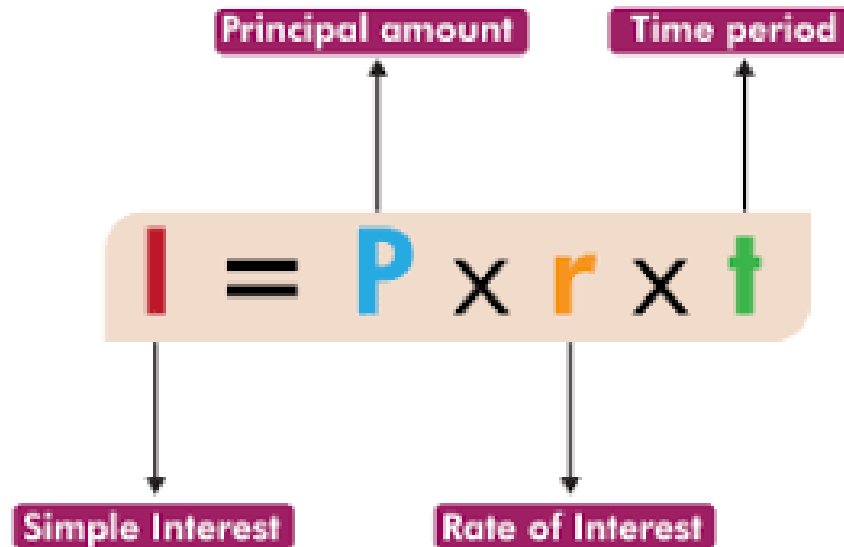 Principal amount Time period
I = P x r x t
Simple Interest Rate of Interest